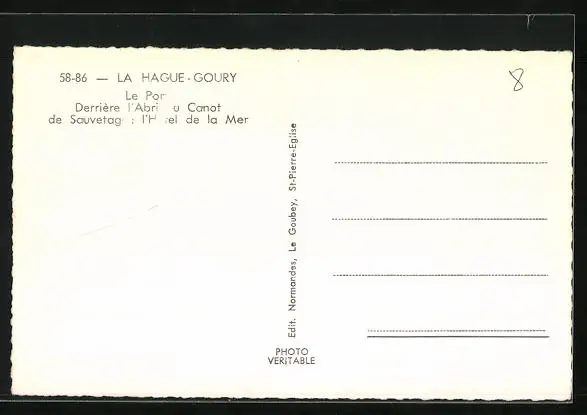 58-86 — LA HAGUE-GOURY
Le Por
Derrière l'Abri u Canot
de Sauvetag : l'H el de la Mer
Edit. Normandes, Le Goubey, St-Pierre-Eglise
PHOTO
VERITABLE
8